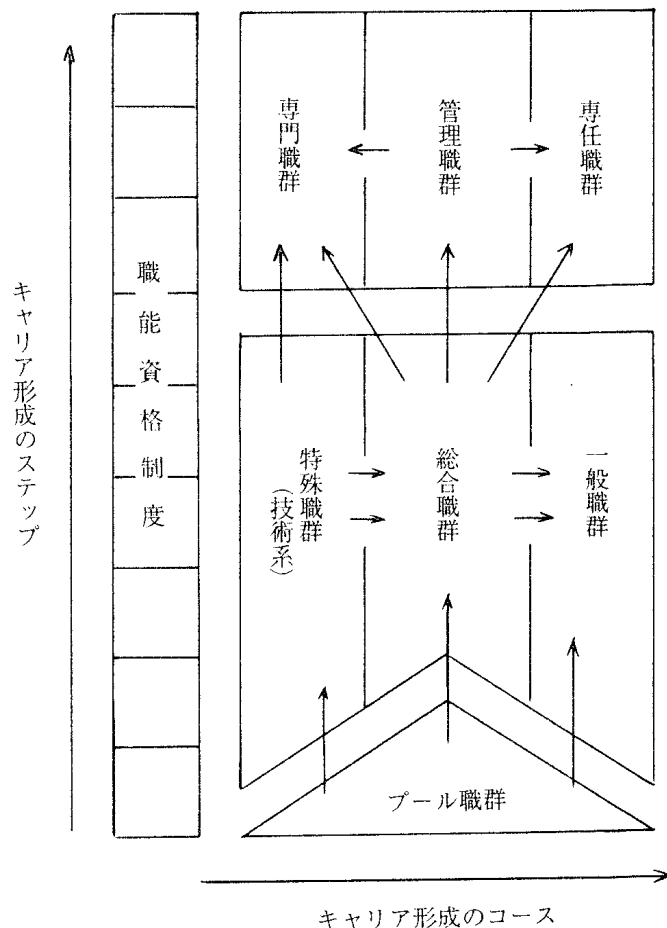 キャリア形成のステップ
職能資格制度
専門職群
管理職群
専任職群
特殊職群
(技術系)
総合職群
一般職群
プール職群
キャリア形成のコース